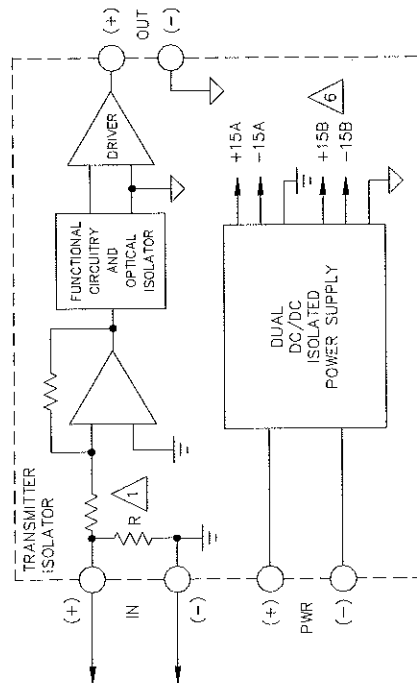 TRANSMITTER
ISOLATOR
(+)
IN
(-)
R
1
FUNCTIONAL
CIRCUITRY
AND
OPTICAL
ISOLATOR
DRIVER
(+)
OUT
(-)
(+)
PWR
(-)
DUAL
DC/DC
ISOLATED
POWER SUPPLY
+15A
-15A
+15B
-15B
6